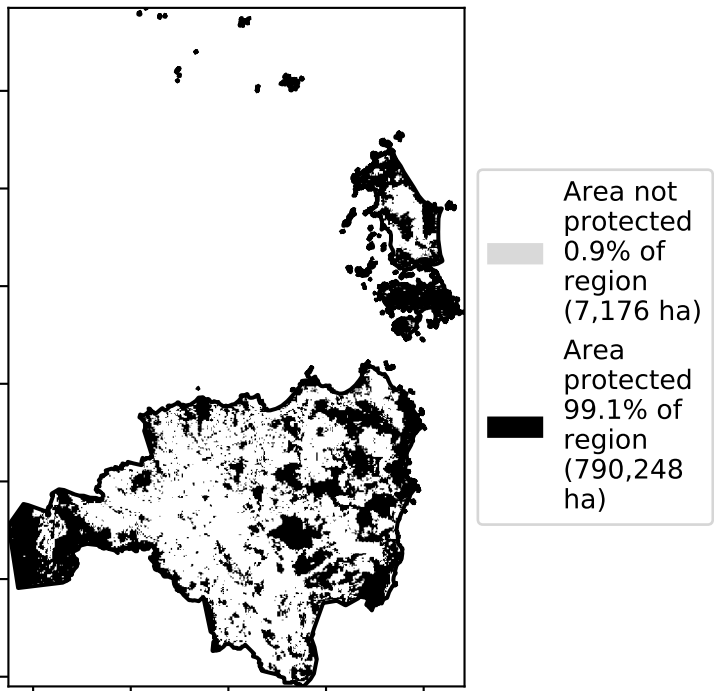 Area not
protected
0.9% of
region
(7,176 ha)
Area
protected
99.1% of
region
(790,248
ha)